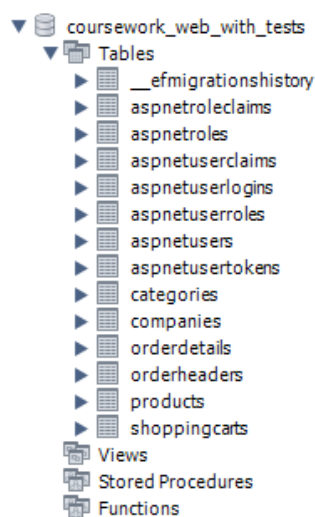 coursework_web_with_tests
Tables
__efmigrationshistory
aspnetroleclaims
aspnetroles
aspnetuserclaims
aspnetuserlogins
aspnetuserroles
aspnetusers
aspnetusertokens
categories
companies
orderdetails
orderheaders
products
shoppingcarts
Views
Stored Procedures
Functions